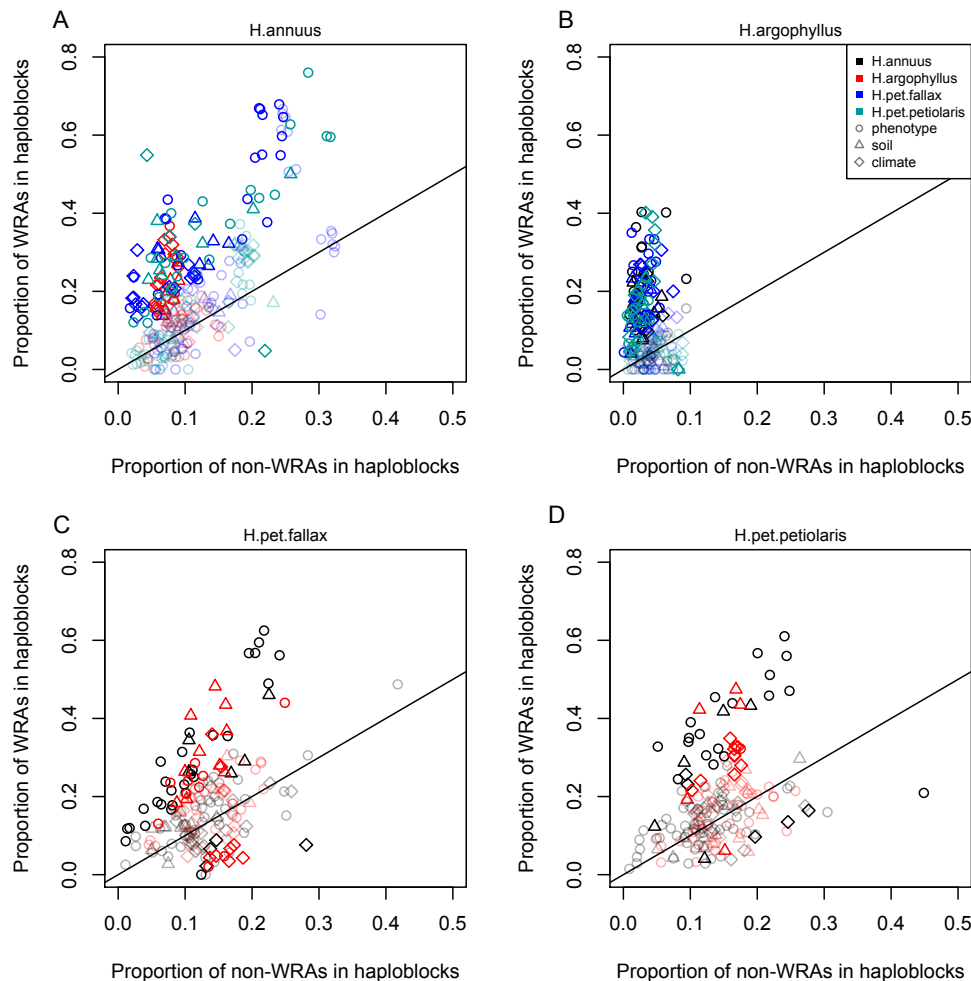 A
H.annuus
Proportion of WRAs in haploblocks
0.0 0.2 0.4 0.6 0.8
0.0 0.1 0.2 0.3 0.4 0.5
Proportion of non-WRAs in haploblocks
B
H.argophyllus
Proportion of WRAs in haploblocks
0.0 0.2 0.4 0.6 0.8
H.annuus
H.argophyllus
H.pet.fallax
H.pet.petiolaris
phenotype
soil
climate
0.0 0.1 0.2 0.3 0.4 0.5
Proportion of non-WRAs in haploblocks
C
H.pet.fallax
Proportion of WRAs in haploblocks
0.0 0.2 0.4 0.6 0.8
0.0 0.1 0.2 0.3 0.4 0.5
Proportion of non-WRAs in haploblocks
D
H.pet.petiolaris
Proportion of WRAs in haploblocks
0.0 0.2 0.4 0.6 0.8
0.0 0.1 0.2 0.3 0.4 0.5
Proportion of non-WRAs in haploblocks